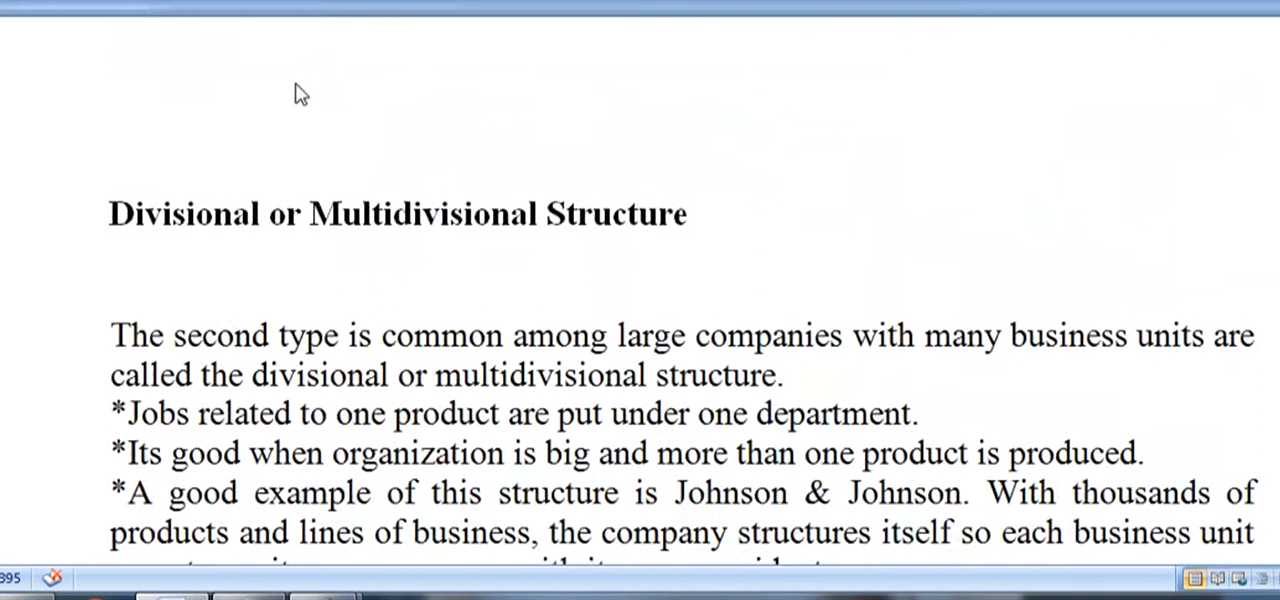 Divisional or Multidivisional Structure
The second type is common among large companies with many business units are
called the divisional or multidivisional structure.
*Jobs related to one product are put under one department.
*Its good when organization is big and more than one product is produced.
*A good example of this structure is Johnson & Johnson. With thousands of
products and lines of business, the company structures itself so each business unit
395